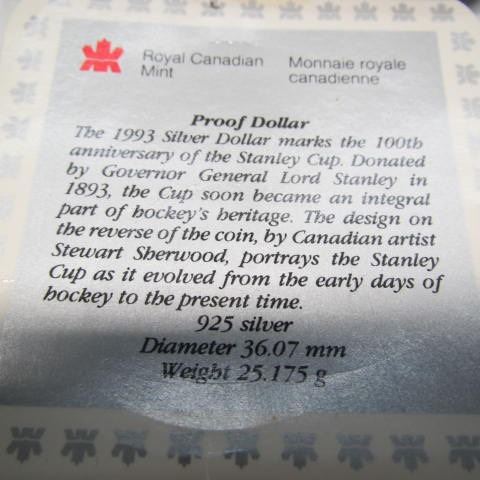 Royal Canadian Mint
Monnaie royale canadienne
Proof Dollar
The 1993 Silver Dollar marks the 100th
anniversary of the Stanley Cup. Donated
by Governor General Lord Stanley in
1893, the Cup soon became an integral
part of hockey's heritage. The design on
the reverse of the coin, by Canadian artist
Stewart Sherwood, portrays the Stanley
Cup as it evolved from the early days of
hockey to the present time.
925 silver
Diameter 36.07 mm
Weight 25.175 g